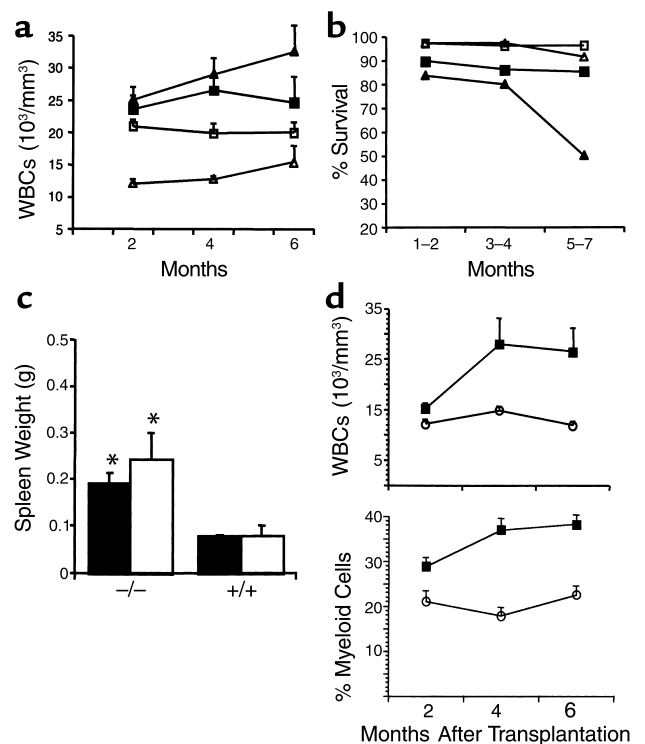 a
WBCs (10³/mm³)
35
30
25
20
15
10
5
2 4 6
Months
b
% Survival
100
90
80
70
60
50
40
30
20
1–2 3–4 5–7
Months
c
Spleen Weight (g)
0.5
0.4
0.3
0.2
0.1
0
* *
–/– +/+
d
WBCs (10³/mm³)
35
25
15
5
% Myeloid Cells
40
30
20
10
2 4 6
Months After Transplantation